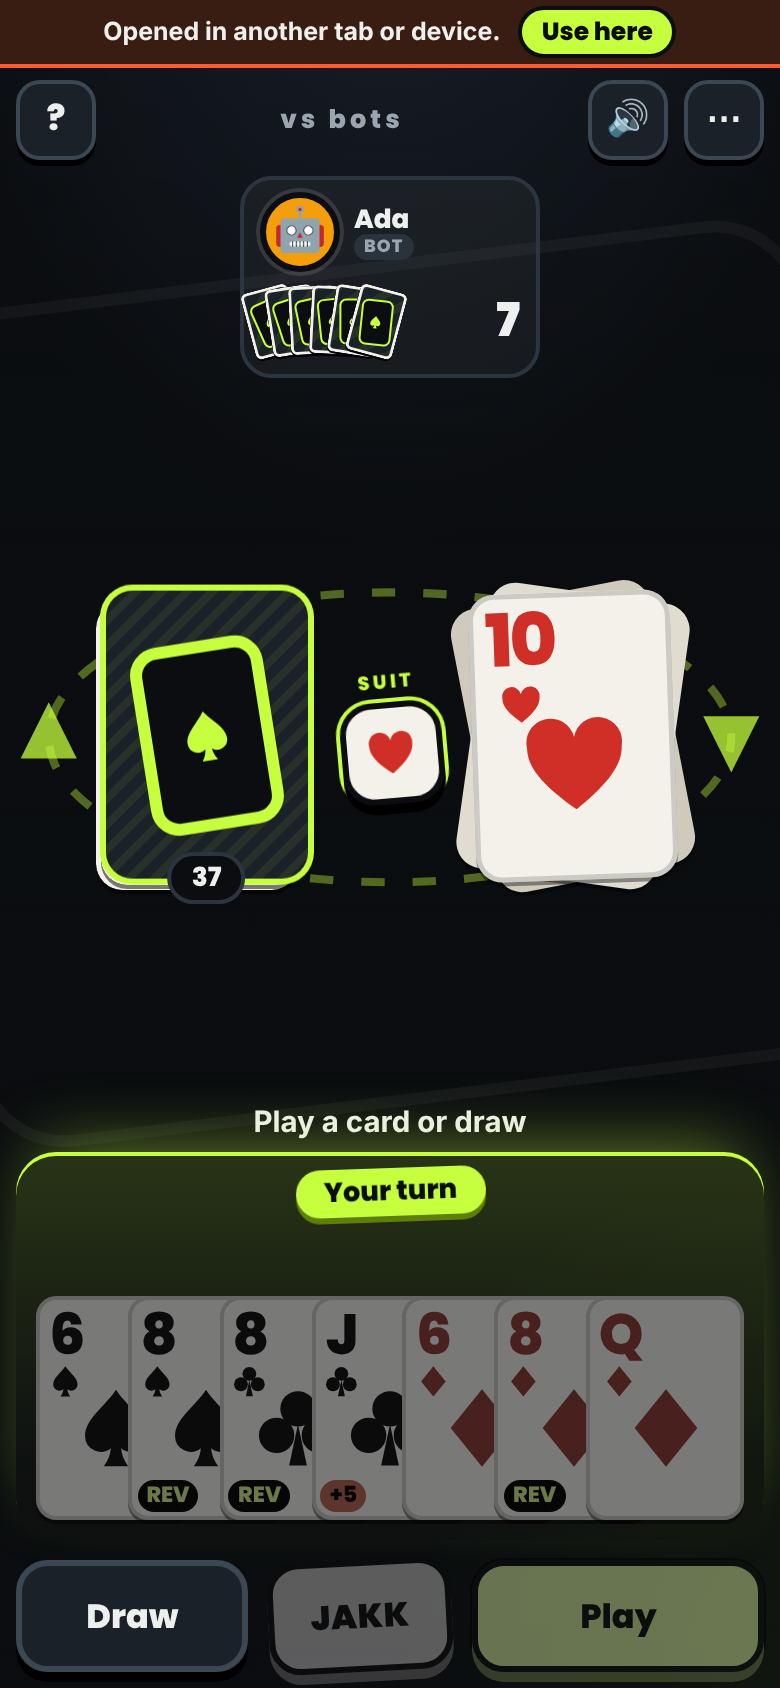 Opened in another tab or device. Use here
? vs bots ...
Ada
BOT
7
SUIT
10
37
Play a card or draw
Your turn
6 8 8 J 6 8 Q
REV REV +5 REV
Draw JAKK Play